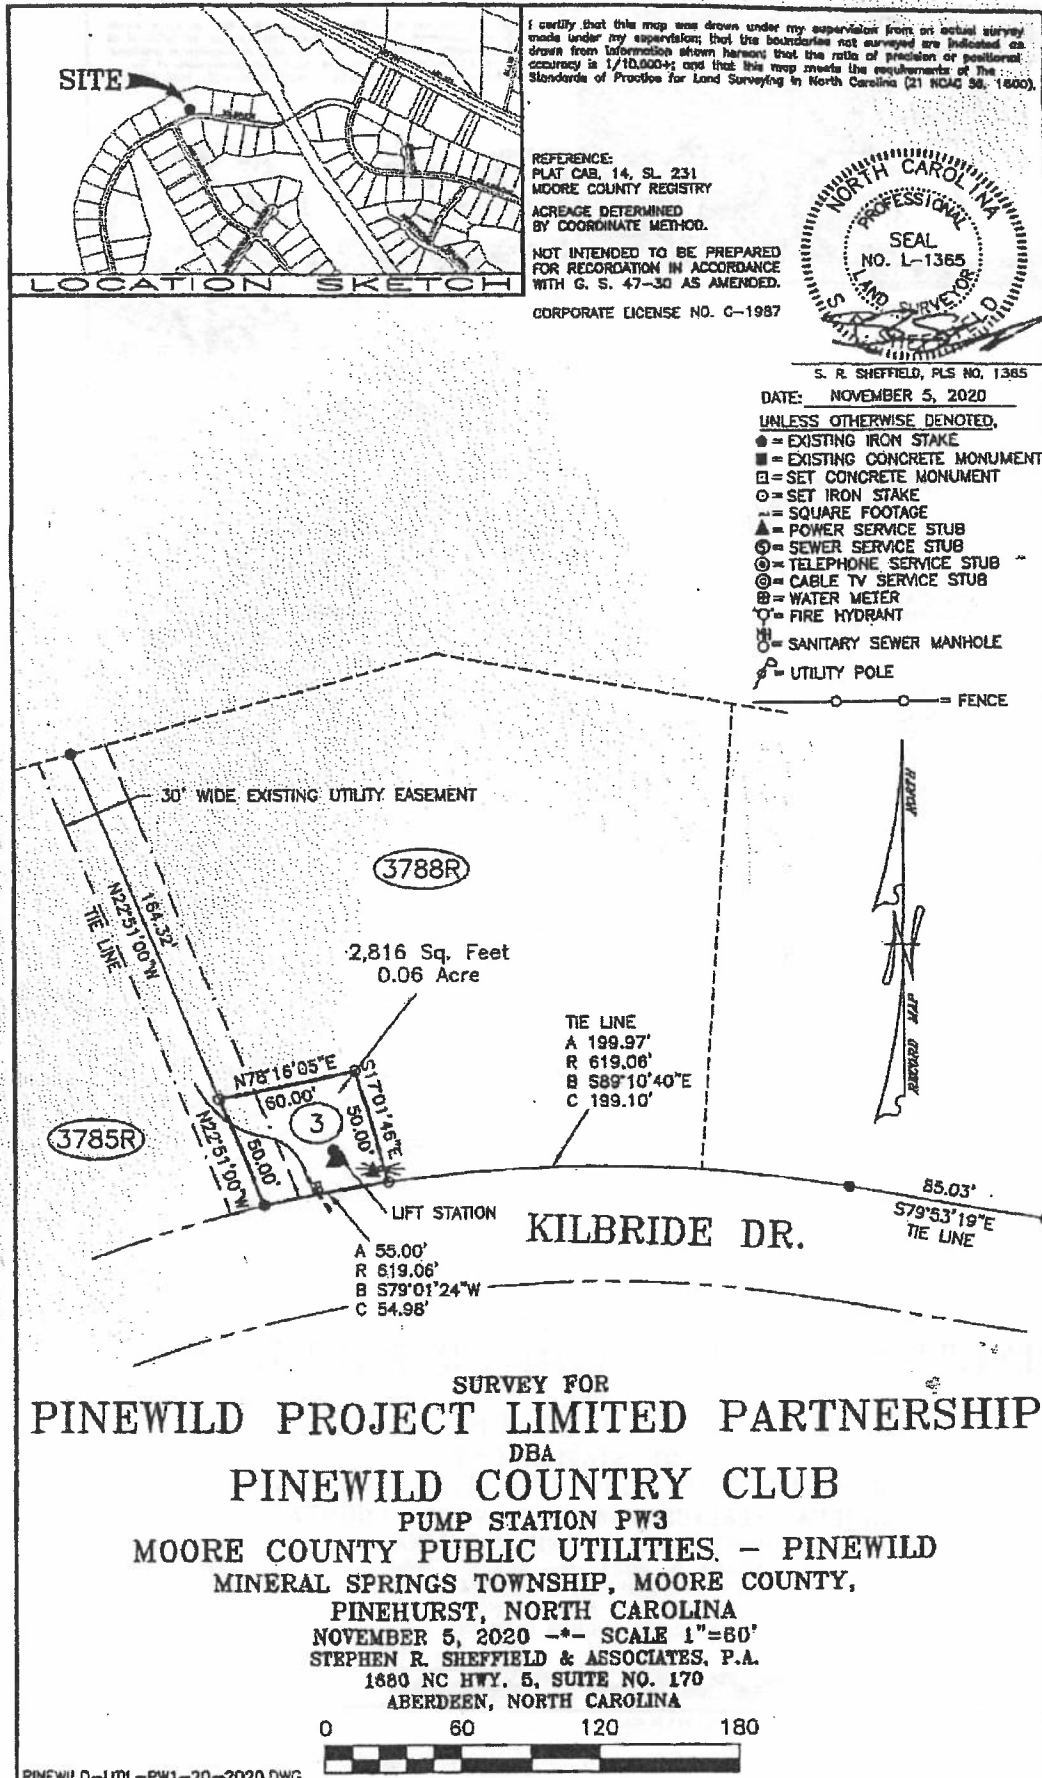 SITE
LOCATION SKETCH
I certify that this map was drawn under my supervision from an actual survey
made under my supervision; that the boundaries not surveyed are indicated as
drawn from information shown hereon; that the ratio of precision or positional
accuracy is 1/10,000+; and that this map meets the requirements of The
Standards of Practice for Land Surveying in North Carolina (21 NCAC 56. 1600).
REFERENCE:
PLAT CAB. 14, SL. 231
MOORE COUNTY REGISTRY
ACREAGE DETERMINED
BY COORDINATE METHOD.
NOT INTENDED TO BE PREPARED
FOR RECORDATION IN ACCORDANCE
WITH G. S. 47-30 AS AMENDED.
CORPORATE LICENSE NO. C-1987
NORTH CAROLINA
PROFESSIONAL
SEAL
NO. L-1365
LAND SURVEYOR
S. R. SHEFFIELD
S. R. SHEFFIELD, PLS NO. 1365
DATE: NOVEMBER 5, 2020
UNLESS OTHERWISE DENOTED,
= EXISTING IRON STAKE
= EXISTING CONCRETE MONUMENT
= SET CONCRETE MONUMENT
= SET IRON STAKE
= SQUARE FOOTAGE
= POWER SERVICE STUB
= SEWER SERVICE STUB
= TELEPHONE SERVICE STUB
= CABLE TV SERVICE STUB
= WATER METER
= FIRE HYDRANT
MH
= SANITARY SEWER MANHOLE
= UTILITY POLE
= FENCE
30' WIDE EXISTING UTILITY EASEMENT
3788R
164.32'
N22°51'00"W
TIE LINE
2,816 Sq. Feet
0.06 Acre
NORTH
TIE LINE
A 199.97'
R 619.06'
B S89°10'40"E
C 199.10'
N78°16'05"E
60.00'
S17°01'46"E
50.00'
3
3785R
N22°51'00"W
50.00'
LIFT STATION
KILBRIDE DR.
85.03'
S79°53'19"E
TIE LINE
A 55.00'
R 619.06'
B S79°01'24"W
C 54.98'
SURVEY FOR
PINEWILD PROJECT LIMITED PARTNERSHIP
DBA
PINEWILD COUNTRY CLUB
PUMP STATION PW3
MOORE COUNTY PUBLIC UTILITIES. - PINEWILD
MINERAL SPRINGS TOWNSHIP, MOORE COUNTY,
PINEHURST, NORTH CAROLINA
NOVEMBER 5, 2020 -*- SCALE 1"=60'
STEPHEN R. SHEFFIELD & ASSOCIATES, P.A.
1680 NC HWY. 5, SUITE NO. 170
ABERDEEN, NORTH CAROLINA
0 60 120 180